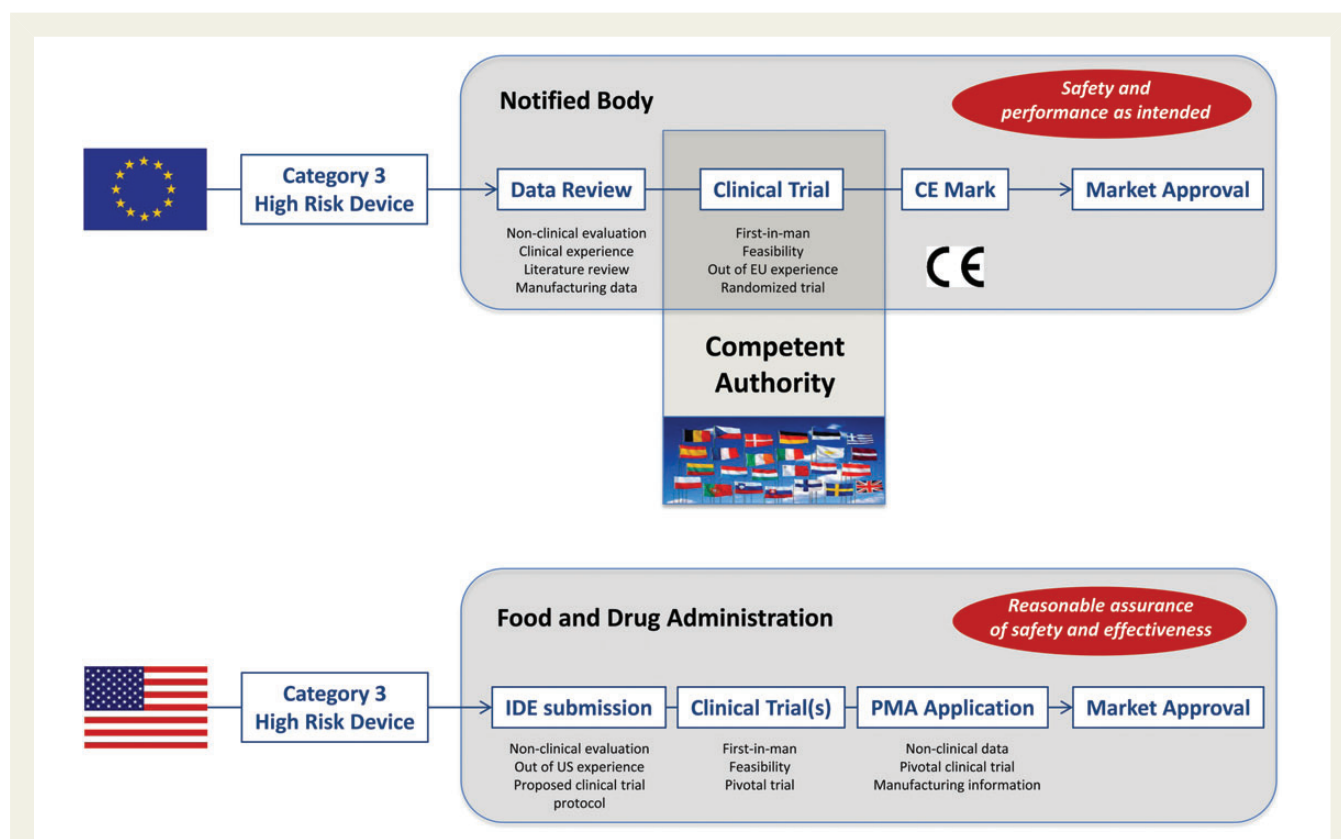 Notified Body
Safety and
performance as intended
Category 3
High Risk Device
Data Review
Clinical Trial
CE Mark
Market Approval
Non-clinical evaluation
Clinical experience
Literature review
Manufacturing data
First-in-man
Feasibility
Out of EU experience
Randomized trial
CE
Competent
Authority
Food and Drug Administration
Reasonable assurance
of safety and effectiveness
Category 3
High Risk Device
IDE submission
Clinical Trial(s)
PMA Application
Market Approval
Non-clinical evaluation
Out of US experience
Proposed clinical trial
protocol
First-in-man
Feasibility
Pivotal trial
Non-clinical data
Pivotal clinical trial
Manufacturing information